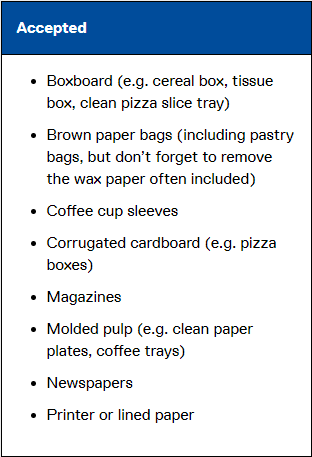 Accepted
• Boxboard (e.g. cereal box, tissue
box, clean pizza slice tray)
• Brown paper bags (including pastry
bags, but don’t forget to remove
the wax paper often included)
• Coffee cup sleeves
• Corrugated cardboard (e.g. pizza
boxes)
• Magazines
• Molded pulp (e.g. clean paper
plates, coffee trays)
• Newspapers
• Printer or lined paper